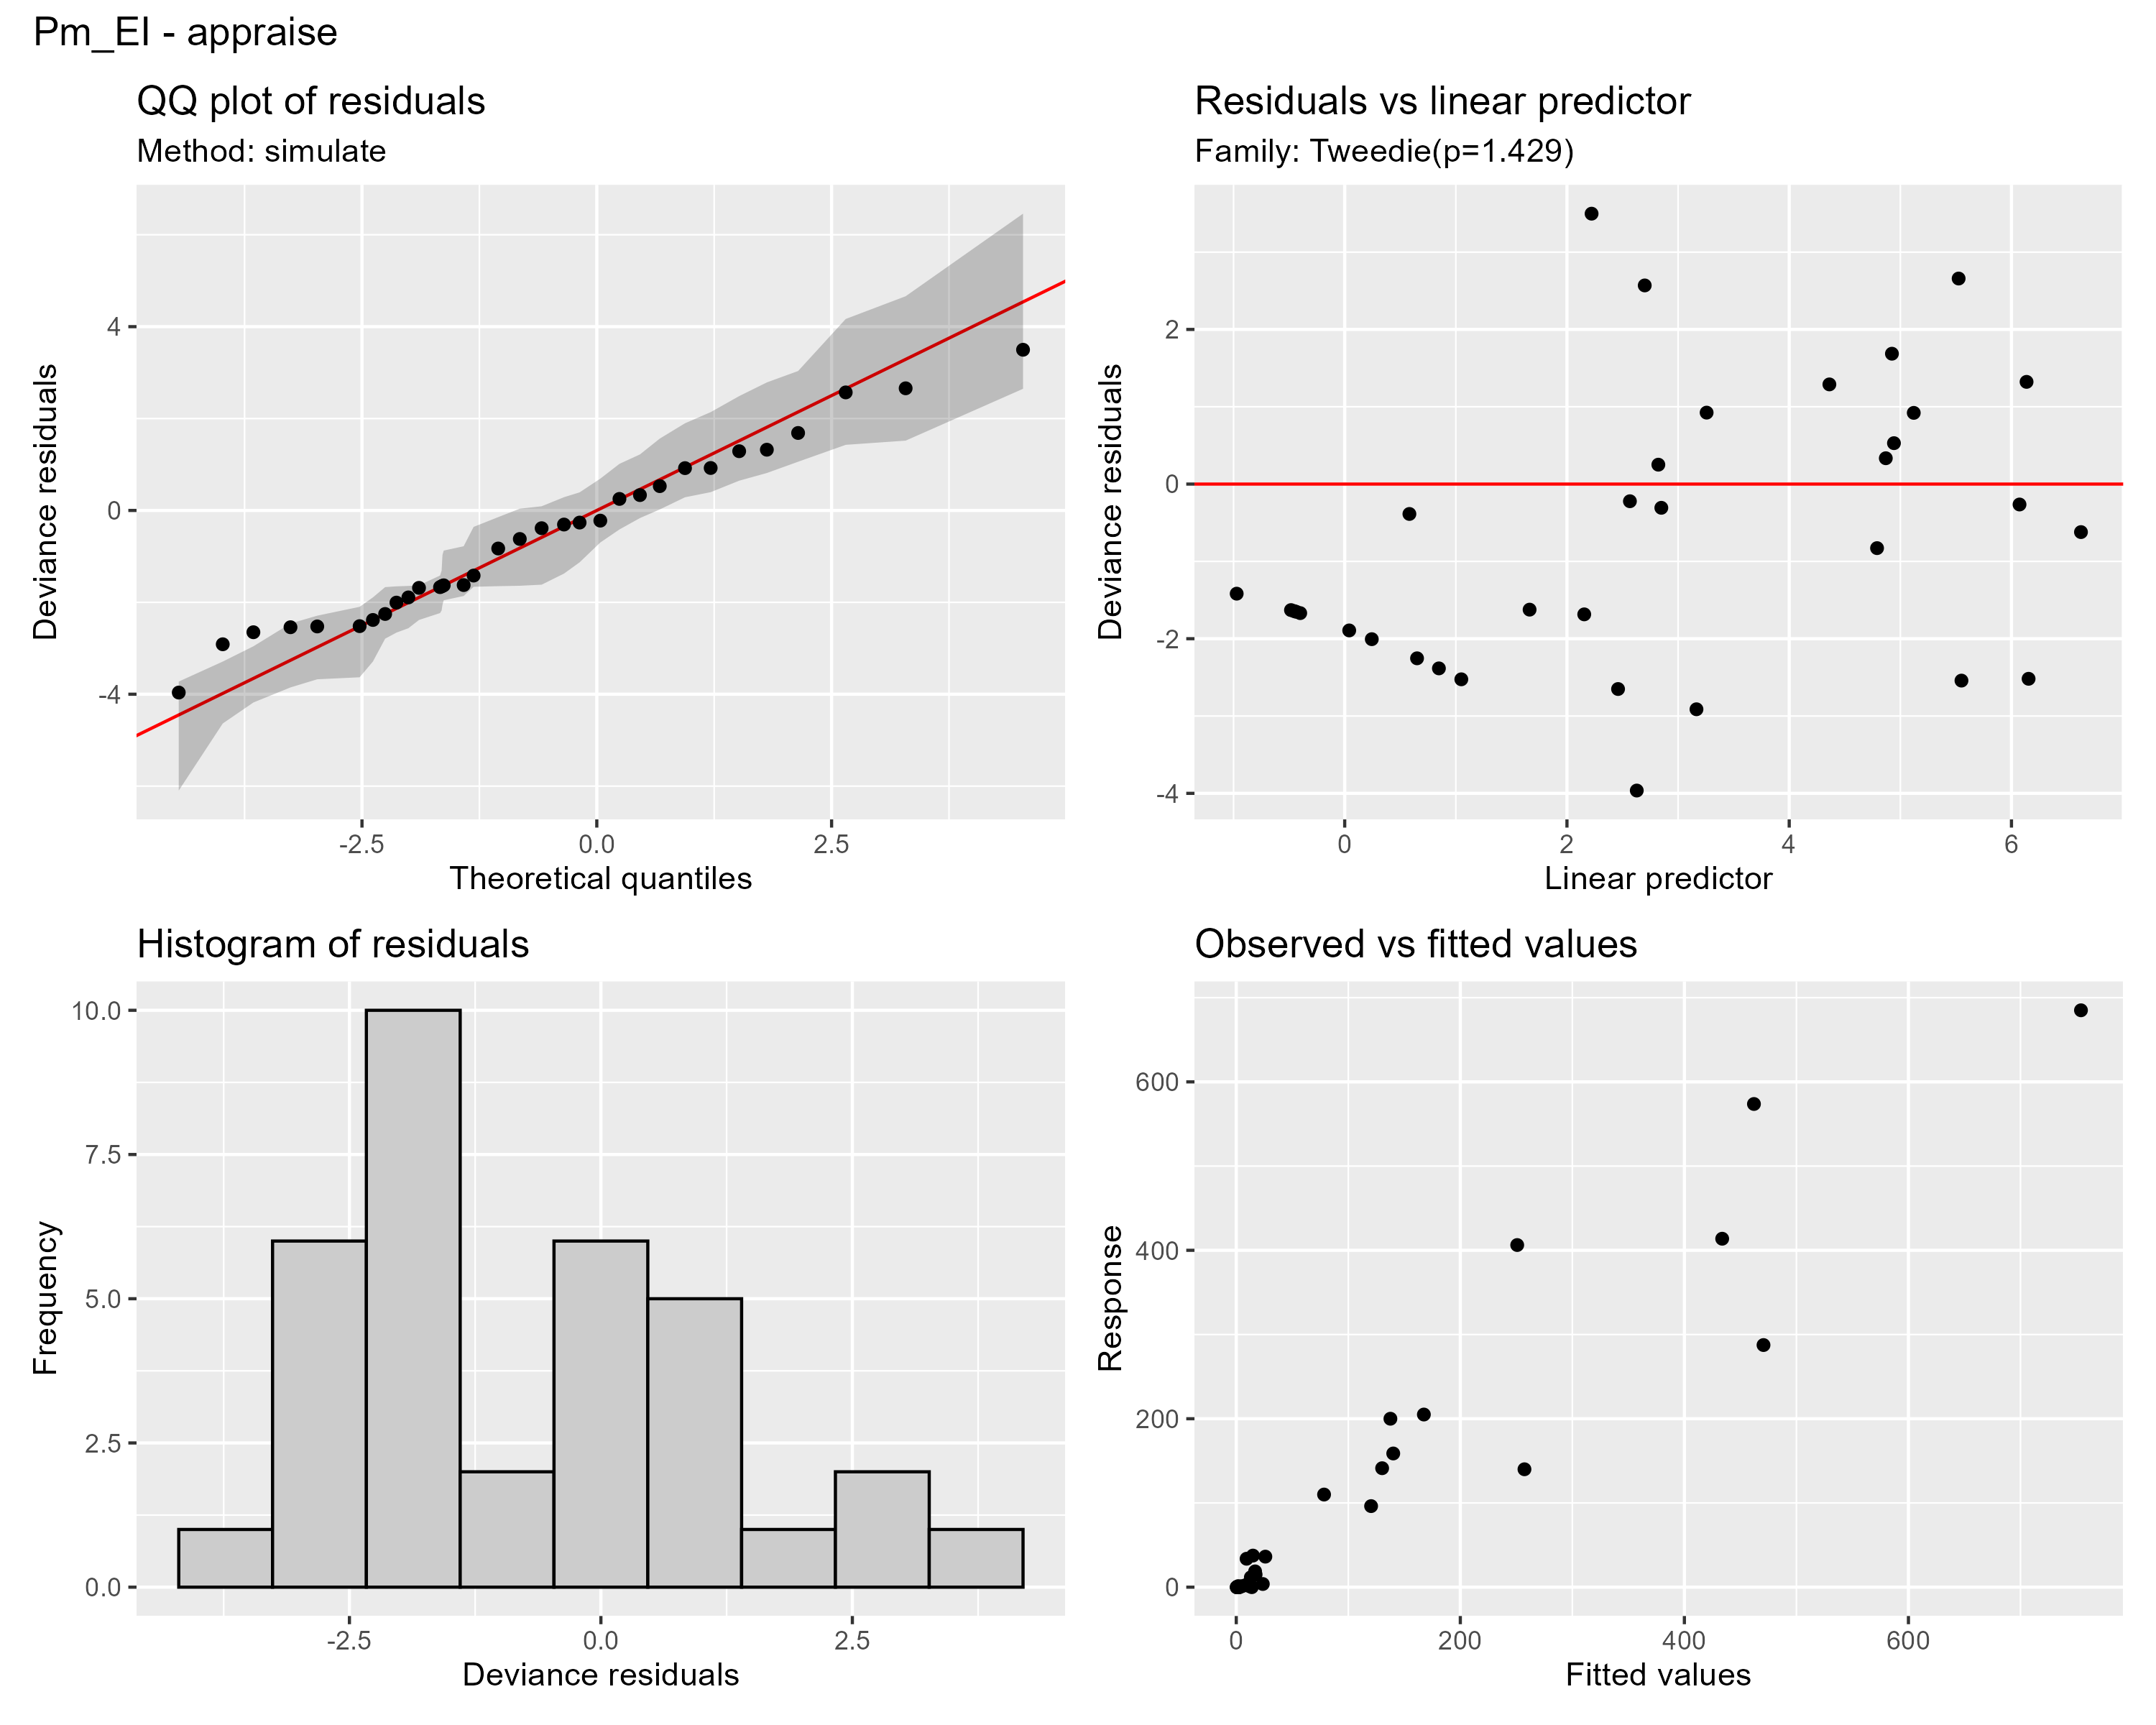 Pm_EI - appraise
QQ plot of residuals
Method: simulate
Deviance residuals
4
0
-4
-2.5
0.0
2.5
Theoretical quantiles
Residuals vs linear predictor
Family: Tweedie(p=1.429)
Deviance residuals
2
0
-2
-4
0
2
4
6
Linear predictor
Histogram of residuals
Frequency
10.0
7.5
5.0
2.5
0.0
-2.5
0.0
2.5
Deviance residuals
Observed vs fitted values
Response
600
400
200
0
0
200
400
600
Fitted values